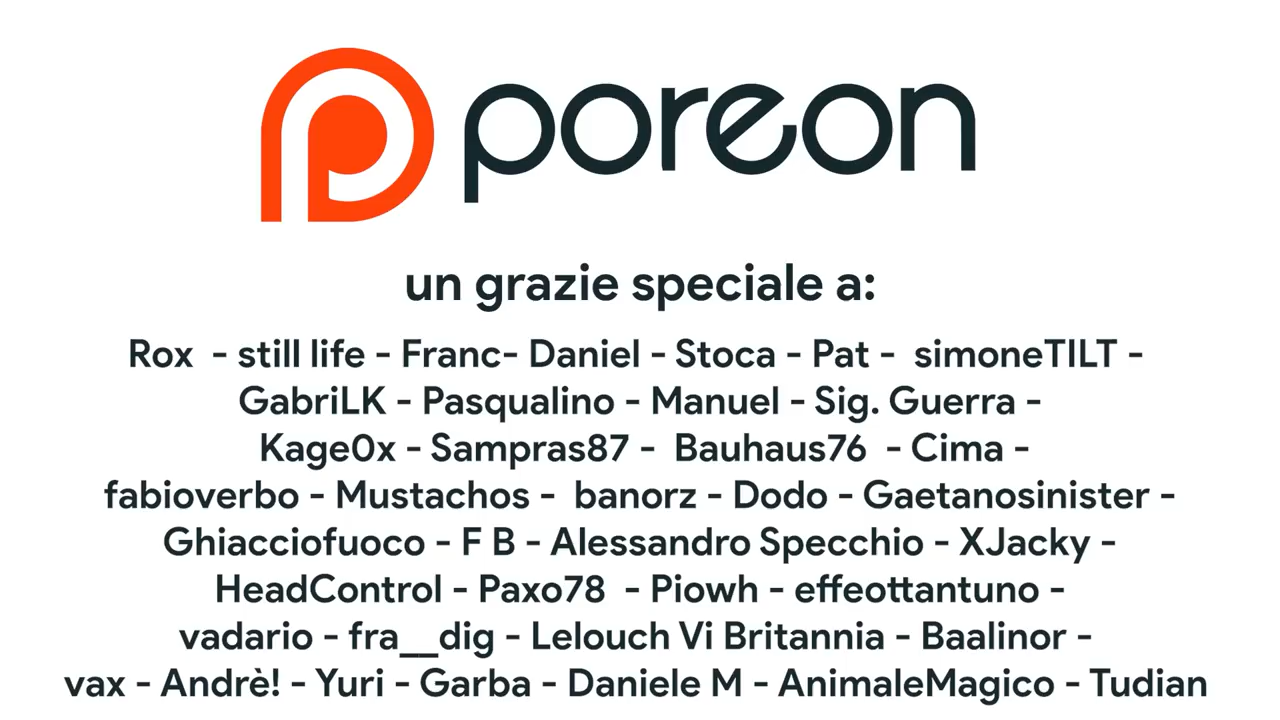 poreon
un grazie speciale a:
Rox - still life - Franc- Daniel - Stoca - Pat - simoneTILT -
GabriLK - Pasqualino - Manuel - Sig. Guerra -
Kage0x - Sampras87 - Bauhaus76 - Cima -
fabioverbo - Mustachos - banorz - Dodo - Gaetanosinister -
Ghiacciofuoco - F B - Alessandro Specchio - XJacky -
HeadControl - Paxo78 - Piowh - effeottantuno -
vadario - fra__dig - Lelouch Vi Britannia - Baalinor -
vax - Andrè! - Yuri - Garba - Daniele M - AnimaleMagico - Tudian